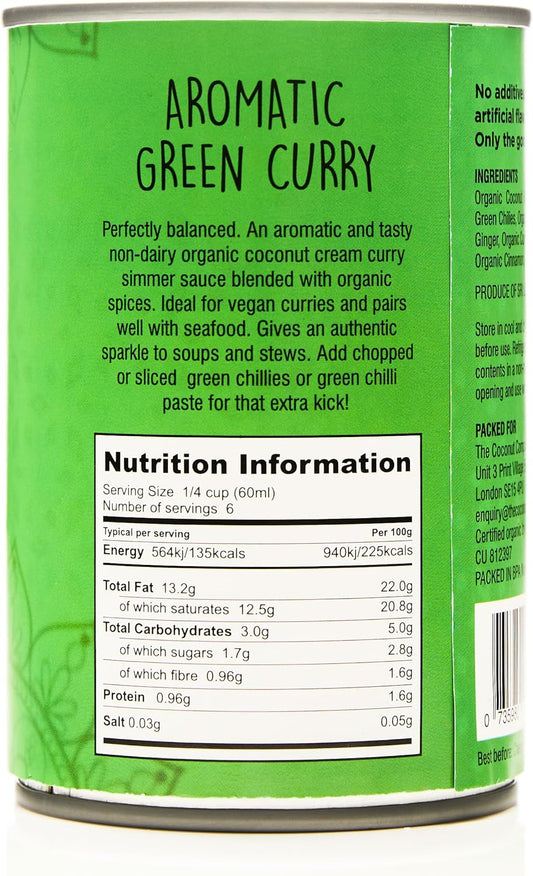 AROMATIC
GREEN CURRY
Perfectly balanced. An aromatic and tasty
non-dairy organic coconut cream curry
simmer sauce blended with organic
spices. Ideal for vegan curries and pairs
well with seafood. Gives an authentic
sparkle to soups and stews. Add chopped
or sliced green chillies or green chilli
paste for that extra kick!
Nutrition Information
Serving Size 1/4 cup (60ml)
Number of servings 6
Typical per serving Per 100g
Energy 564kj/135kcals 940kj/225kcals
Total Fat 13.2g 22.0g
of which saturates 12.5g 20.8g
Total Carbohydrates 3.0g 5.0g
of which sugars 1.7g 2.8g
of which fibre 0.96g 1.6g
Protein 0.96g 1.6g
Salt 0.03g 0.05g
No
artificial
Only the
INGREDIENTS
Organic Coconut
Green Chillies,
Ginger, Organic
Organic Cinnamon
PRODUCE OF
Store in cool and
before use.
contents in a
opening and use
PACKED FOR
The Coconut
Unit 3 Print Village
London SE15
Certified organic
CU 812397
PACKED IN BPA
Best before